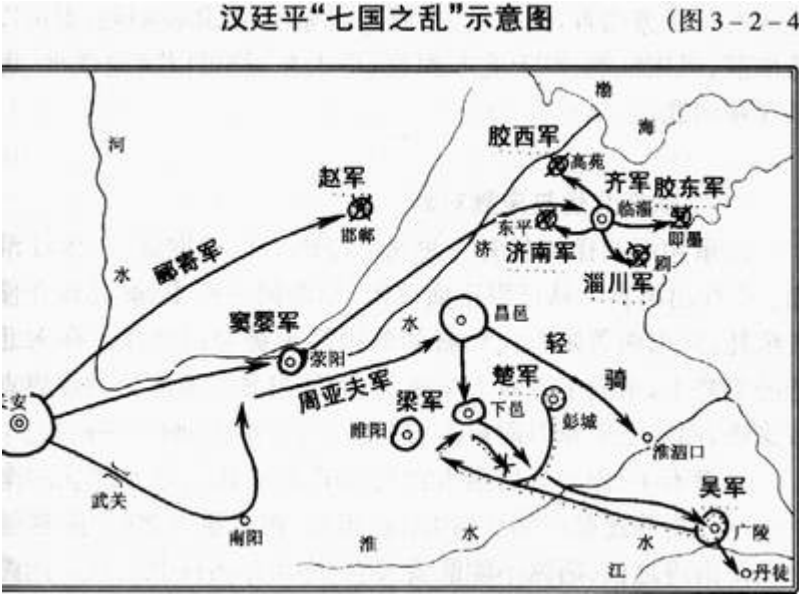 汉廷平“七国之乱”示意图
(图3-2-4
渤
海
河
胶西军
高苑
齐军
胶东军
临淄
赵军
即墨
东平
邯郸
济
济南军
剧
淄川军
郦寄军
水
窦婴军
昌邑
水
荥阳
轻
骑
周亚夫军
楚军
梁军
安
下邑
彭城
睢阳
淮泗口
武关
吴军
南阳
广陵
淮
水
水
江
丹徒